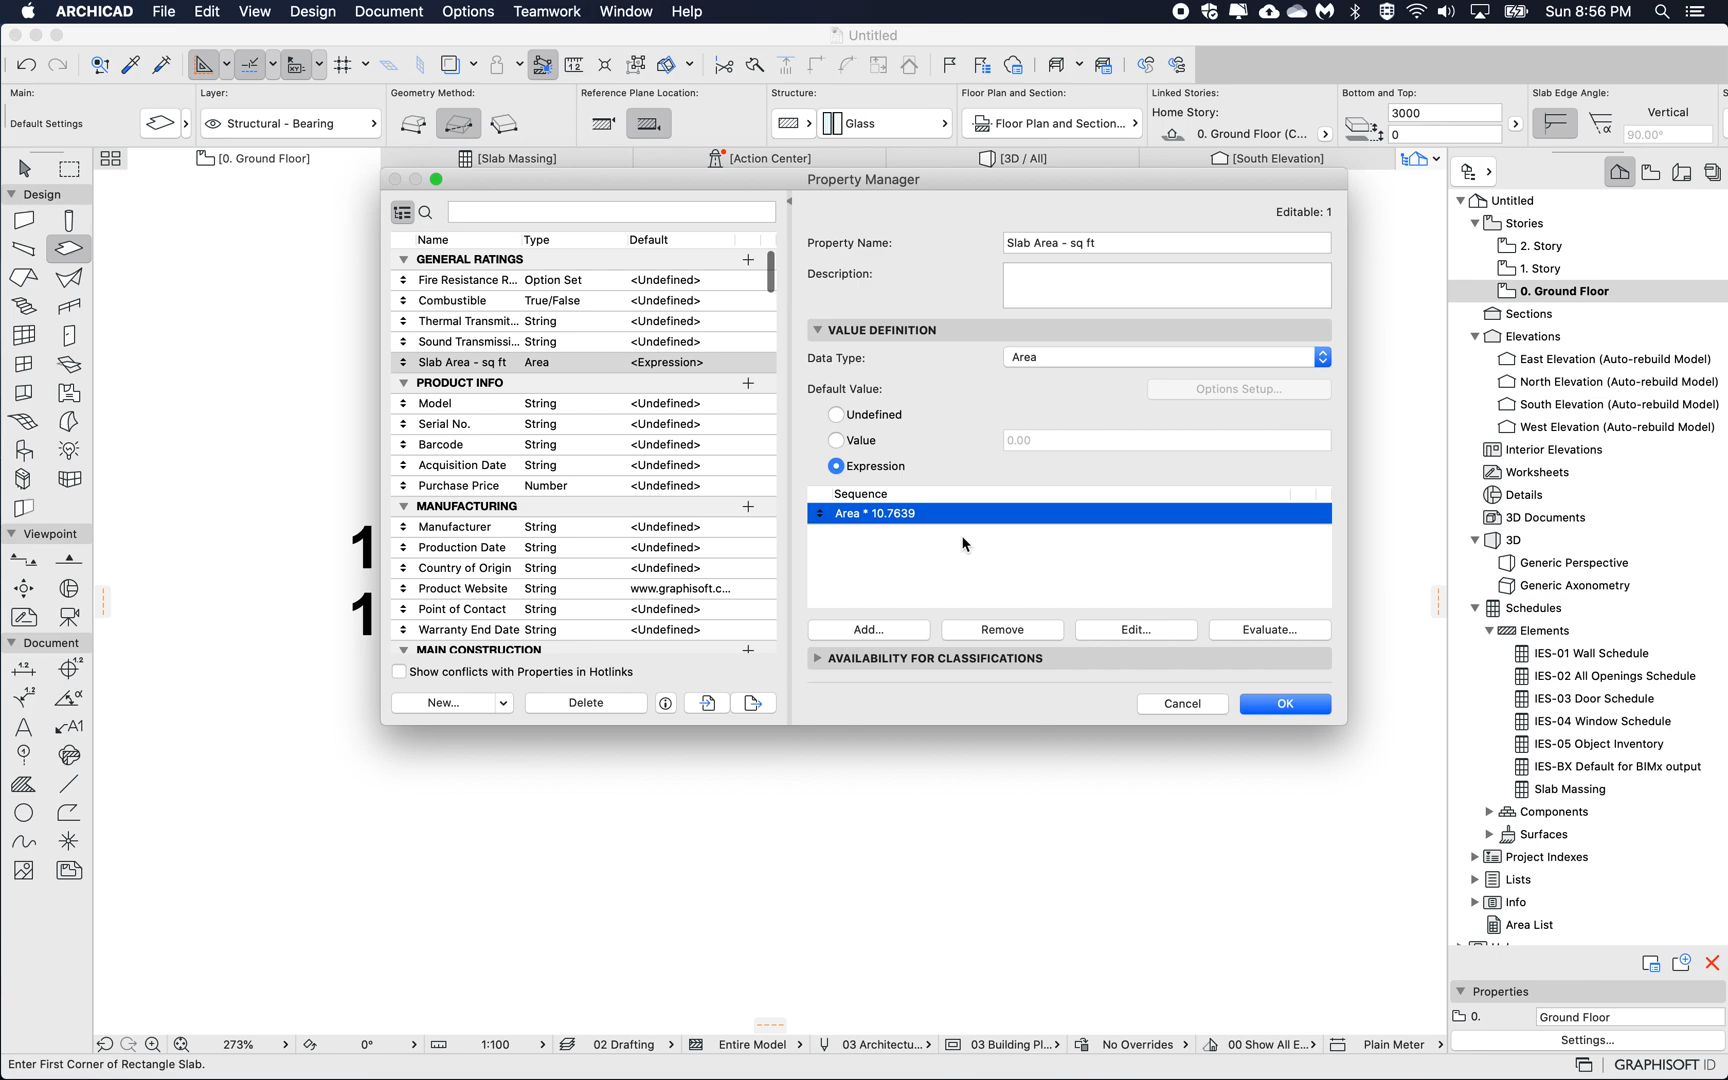 ARCHICAD File Edit View Design Document Options Teamwork Window Help Sun 8:56 PM
Untitled
Main: Layer: Geometry Method: Reference Plane Location: Structure: Floor Plan and Section: Linked Stories: Bottom and Top: Slab Edge Angle: S
Default Settings Structural - Bearing Glass Floor Plan and Section... Home Story: 3000 Vertical
0. Ground Floor (C... 0 90.00°
[0. Ground Floor] [Slab Massing] [Action Center] [3D / All] [South Elevation]
Design
Viewpoint
Document
1.2
1.2
1.2
A A1
1
1
Property Manager
Name Type Default
GENERAL RATINGS
Fire Resistance R... Option Set <Undefined>
Combustible True/False <Undefined>
Thermal Transmit... String <Undefined>
Sound Transmissi... String <Undefined>
Slab Area - sq ft Area <Expression>
PRODUCT INFO
Model String <Undefined>
Serial No. String <Undefined>
Barcode String <Undefined>
Acquisition Date String <Undefined>
Purchase Price Number <Undefined>
MANUFACTURING
Manufacturer String <Undefined>
Production Date String <Undefined>
Country of Origin String <Undefined>
Product Website String www.graphisoft.c...
Point of Contact String <Undefined>
Warranty End Date String <Undefined>
MAIN CONSTRUCTION
Show conflicts with Properties in Hotlinks
New... Delete
Editable: 1
Property Name: Slab Area - sq ft
Description:
VALUE DEFINITION
Data Type: Area
Default Value: Options Setup...
Undefined
Value 0.00
Expression
Sequence
Area * 10.7639
Add... Remove Edit... Evaluate...
AVAILABILITY FOR CLASSIFICATIONS
Cancel OK
Untitled
Stories
2. Story
1. Story
0. Ground Floor
Sections
Elevations
East Elevation (Auto-rebuild Model)
North Elevation (Auto-rebuild Model)
South Elevation (Auto-rebuild Model)
West Elevation (Auto-rebuild Model)
Interior Elevations
Worksheets
Details
3D Documents
3D
Generic Perspective
Generic Axonometry
Schedules
Elements
IES-01 Wall Schedule
IES-02 All Openings Schedule
IES-03 Door Schedule
IES-04 Window Schedule
IES-05 Object Inventory
IES-BX Default for BIMx output
Slab Massing
Components
Surfaces
Project Indexes
Lists
Info
Area List
Properties
0. Ground Floor
Settings...
273% 0° 1:100 02 Drafting Entire Model 03 Architectu... 03 Building Pl... No Overrides 00 Show All E... Plain Meter
Enter First Corner of Rectangle Slab. GRAPHISOFT ID